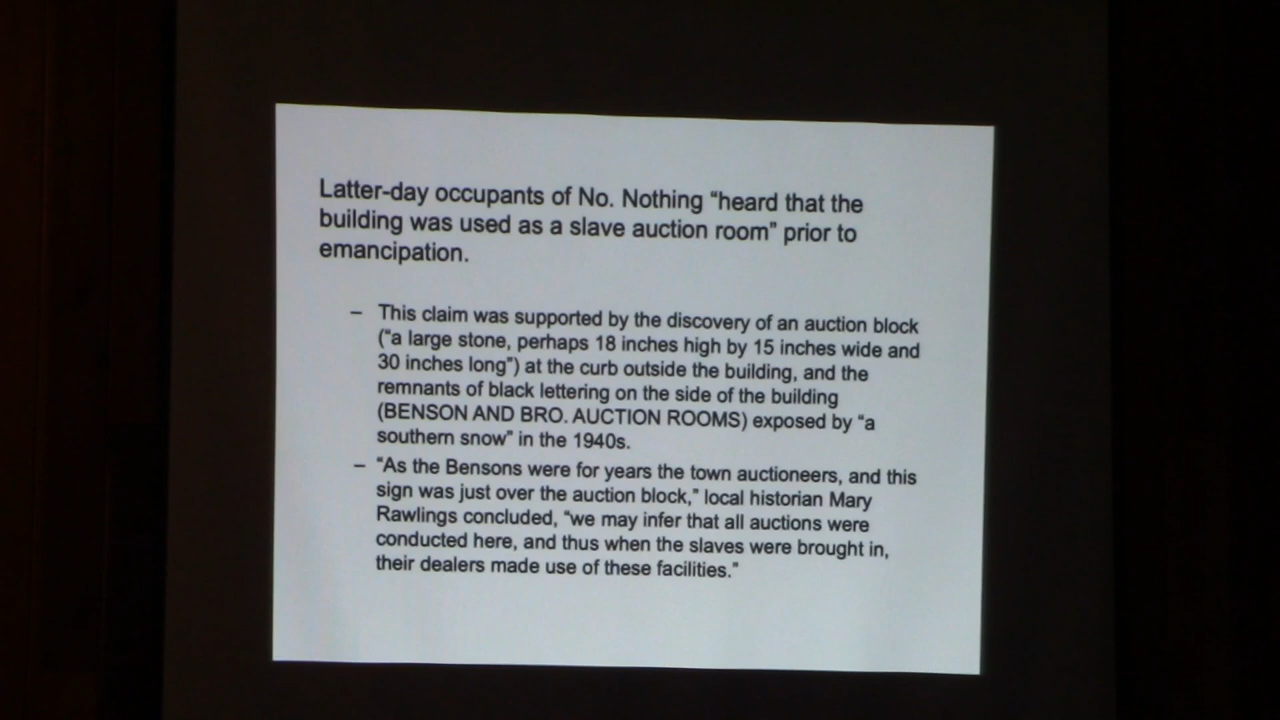 Latter-day occupants of No. Nothing “heard that the
building was used as a slave auction room” prior to
emancipation.
– This claim was supported by the discovery of an auction block
(“a large stone, perhaps 18 inches high by 15 inches wide and
30 inches long”) at the curb outside the building, and the
remnants of black lettering on the side of the building
(BENSON AND BRO. AUCTION ROOMS) exposed by “a
southern snow” in the 1940s.
– “As the Bensons were for years the town auctioneers, and this
sign was just over the auction block,” local historian Mary
Rawlings concluded, “we may infer that all auctions were
conducted here, and thus when the slaves were brought in,
their dealers made use of these facilities.”